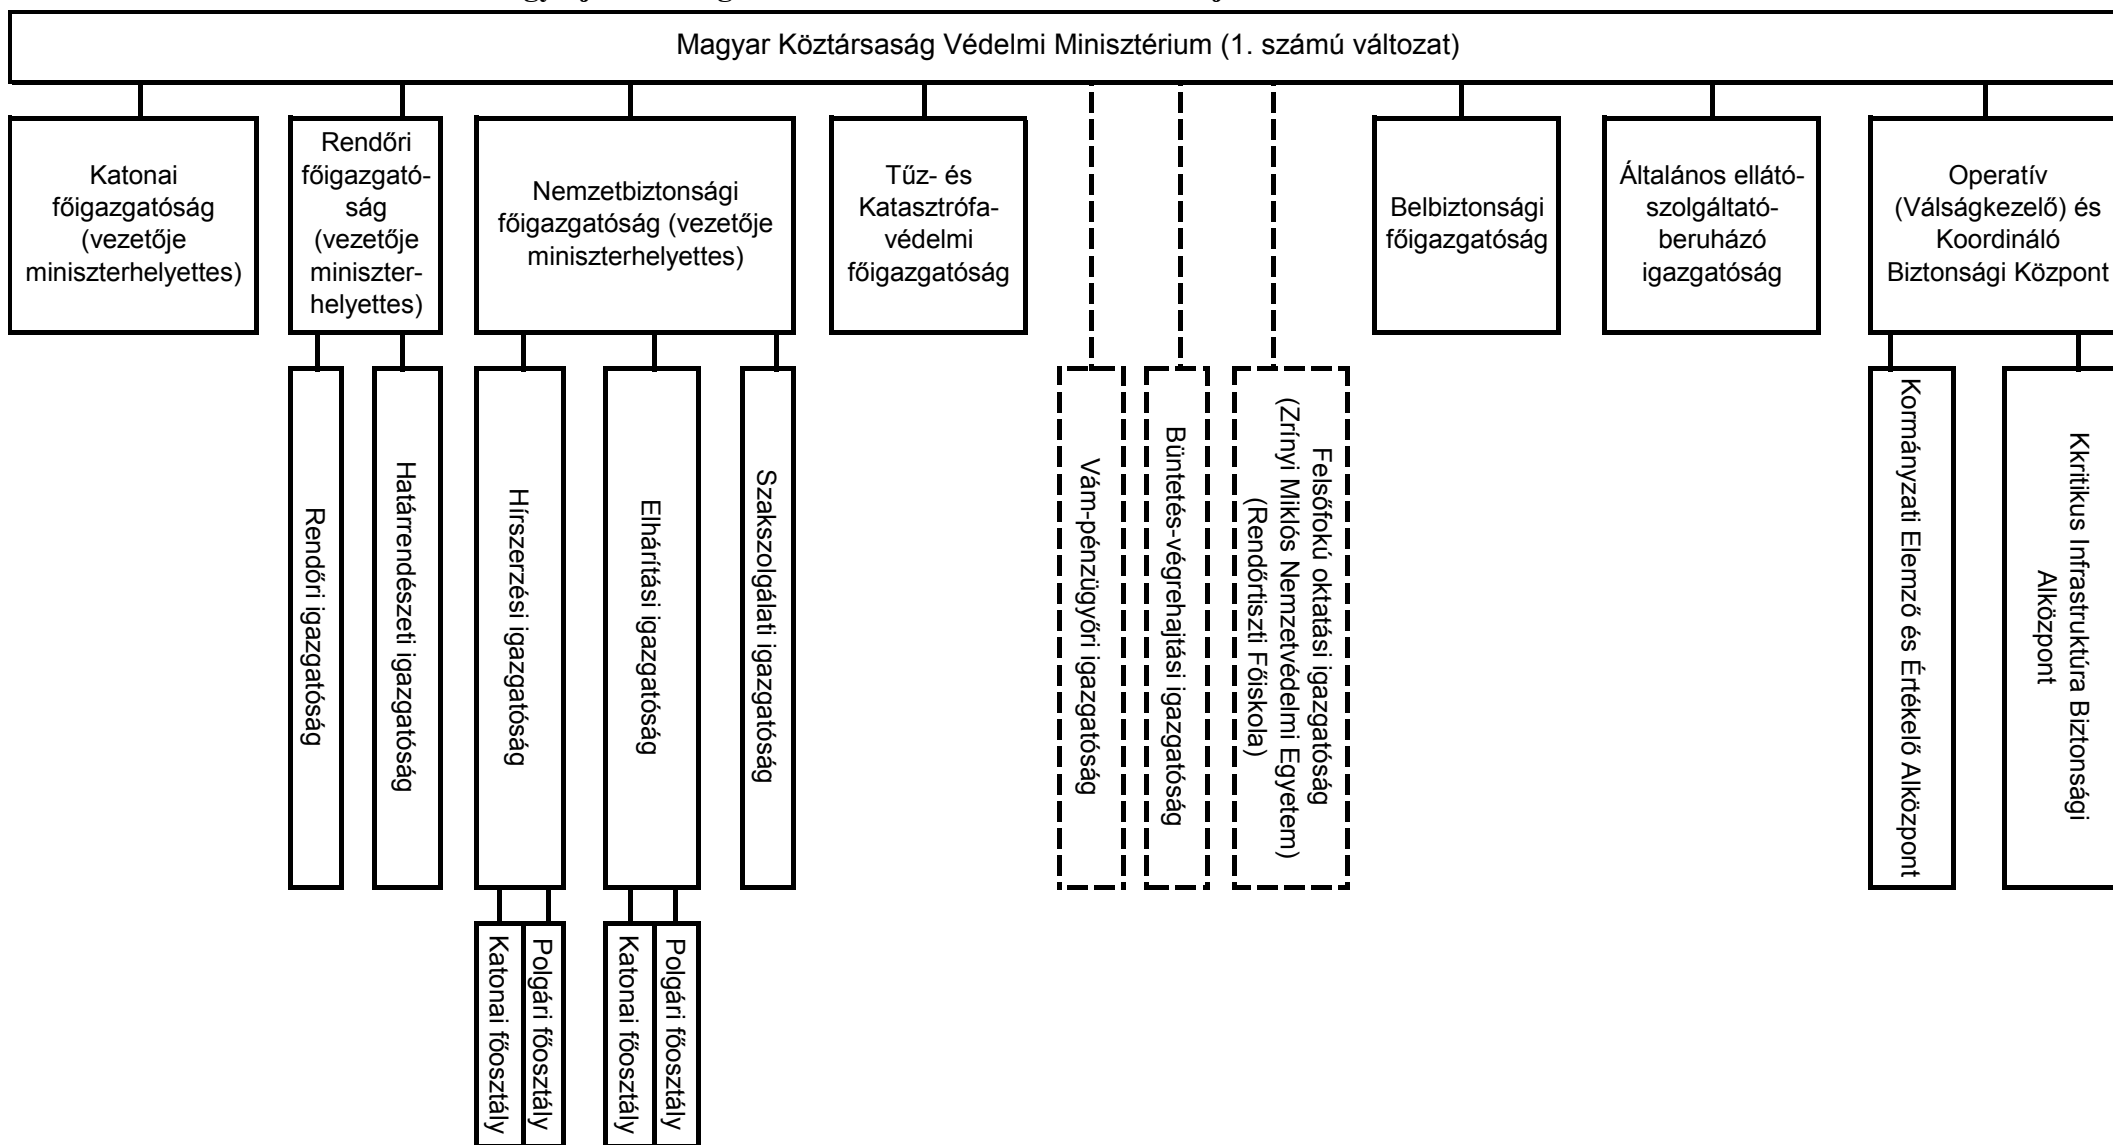 Magyar Köztársaság Védelmi Minisztérium (1. számú változat)
Katonai
főigazgatóság
(vezetője
miniszterhelyettes)
Rendőri
főigazgató-
ság
(vezetője
miniszter-
helyettes)
Nemzetbiztonsági
főigazgatóság (vezetője
miniszterhelyettes)
Tűz- és
Katasztrófa-
védelmi
főigazgatóság
Belbiztonsági
főigazgatóság
Általános ellátó-
szolgáltató-
beruházó
igazgatóság
Operatív
(Válságkezelő) és
Koordináló
Biztonsági Központ
Rendőri igazgatóság
Határrendészeti igazgatóság
Hírszerzési igazgatóság
Elhárítási igazgatóság
Szakszolgálati igazgatóság
Vám-pénzügyőri igazgatóság
Büntetés-végrehajtási igazgatóság
Felsőfokú oktatási igazgatóság
(Zrínyi Miklós Nemzetvédelmi Egyetem)
(Rendőrtiszti Főiskola)
Kormányzati Elemző és Értékelő Alközpont
Kkritikus Infrastruktúra Biztonsági
Alközpont
Katonai főosztály
Polgári főosztály
Katonai főosztály
Polgári főosztály